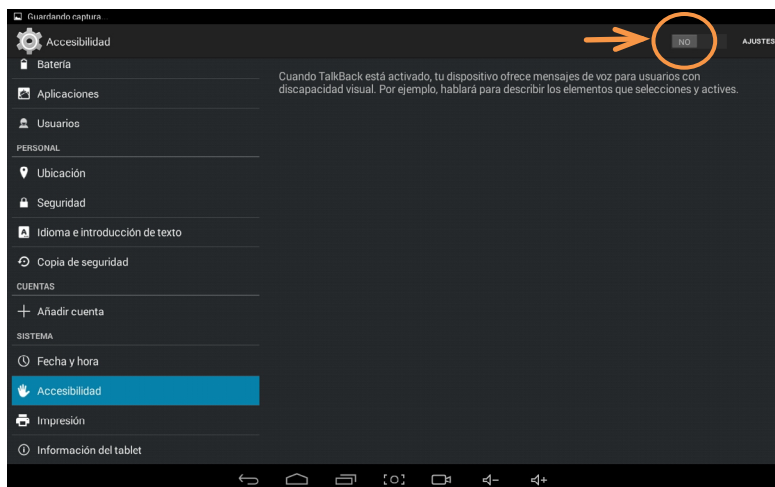 Guardando captura...
Accesibilidad
NO
AJUSTES
Batería
Aplicaciones
Usuarios
PERSONAL
Ubicación
Seguridad
Idioma e introducción de texto
Copia de seguridad
CUENTAS
Añadir cuenta
SISTEMA
Fecha y hora
Accesibilidad
Impresión
Información del tablet
Cuando TalkBack está activado, tu dispositivo ofrece mensajes de voz para usuarios con
discapacidad visual. Por ejemplo, hablará para describir los elementos que selecciones y actives.